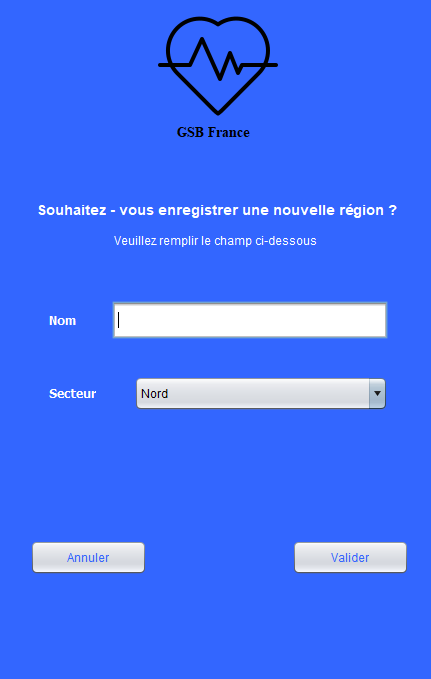 GSB France
Souhaitez - vous enregistrer une nouvelle région ?
Veuillez remplir le champ ci-dessous
Nom
Secteur
Nord
Annuler
Valider